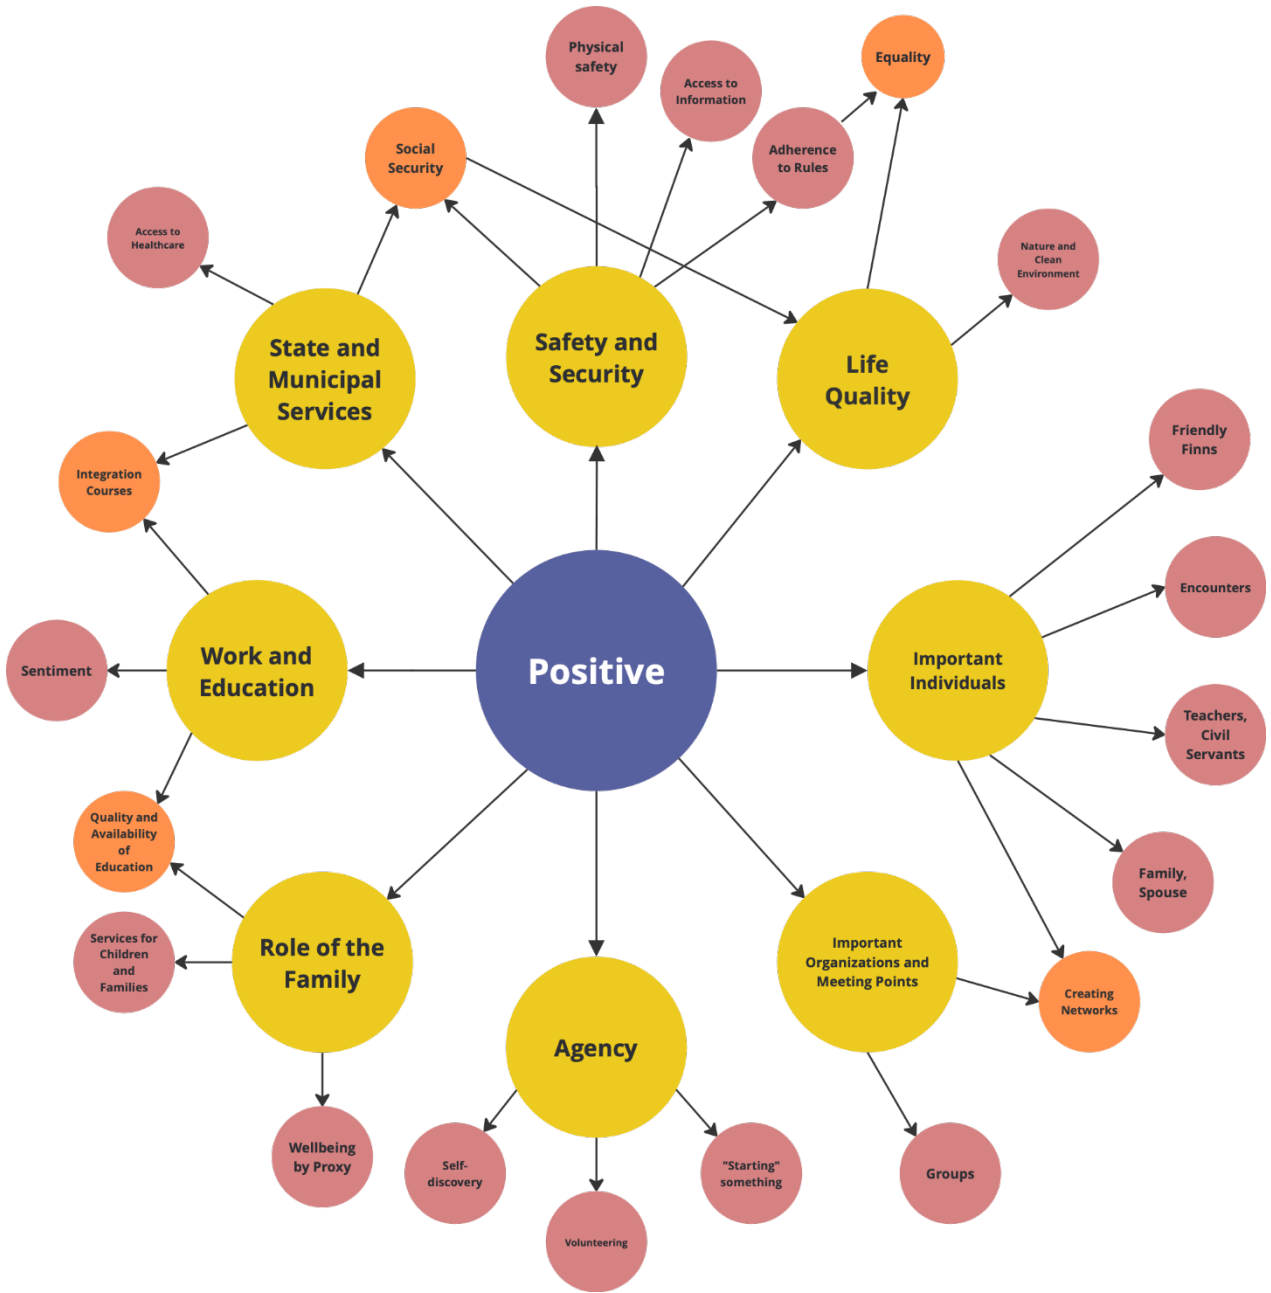 Physical
safety
Equality
Access to
Information
Social
Security
Adherence
to Rules
Access to
Healthcare
Nature and
Clean
Environment
State and
Municipal
Services
Safety and
Security
Life
Quality
Friendly
Finns
Integration
Courses
Encounters
Sentiment
Work and
Education
Positive
Important
Individuals
Teachers,
Civil
Servants
Quality and
Availability
of
Education
Family,
Spouse
Services for
Children
and
Families
Role of the
Family
Important
Organizations and
Meeting Points
Creating
Networks
Agency
Wellbeing
by Proxy
Self-
discovery
"Starting"
something
Groups
Volunteering